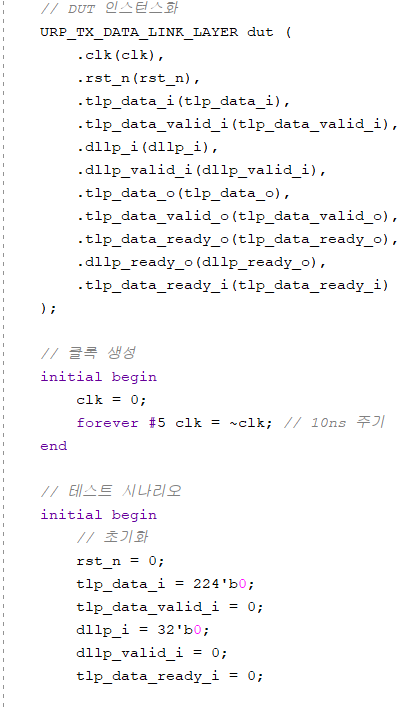 // DUT 인스턴스화
URP_TX_DATA_LINK_LAYER dut (
.clk(clk),
.rst_n(rst_n),
.tlp_data_i(tlp_data_i),
.tlp_data_valid_i(tlp_data_valid_i),
.dllp_i(dllp_i),
.dllp_valid_i(dllp_valid_i),
.tlp_data_o(tlp_data_o),
.tlp_data_valid_o(tlp_data_valid_o),
.tlp_data_ready_o(tlp_data_ready_o),
.dllp_ready_o(dllp_ready_o),
.tlp_data_ready_i(tlp_data_ready_i)
);
// 클록 생성
initial begin
clk = 0;
forever #5 clk = ~clk; // 10ns 주기
end
// 테스트 시나리오
initial begin
// 초기화
rst_n = 0;
tlp_data_i = 224'b0;
tlp_data_valid_i = 0;
dllp_i = 32'b0;
dllp_valid_i = 0;
tlp_data_ready_i = 0;